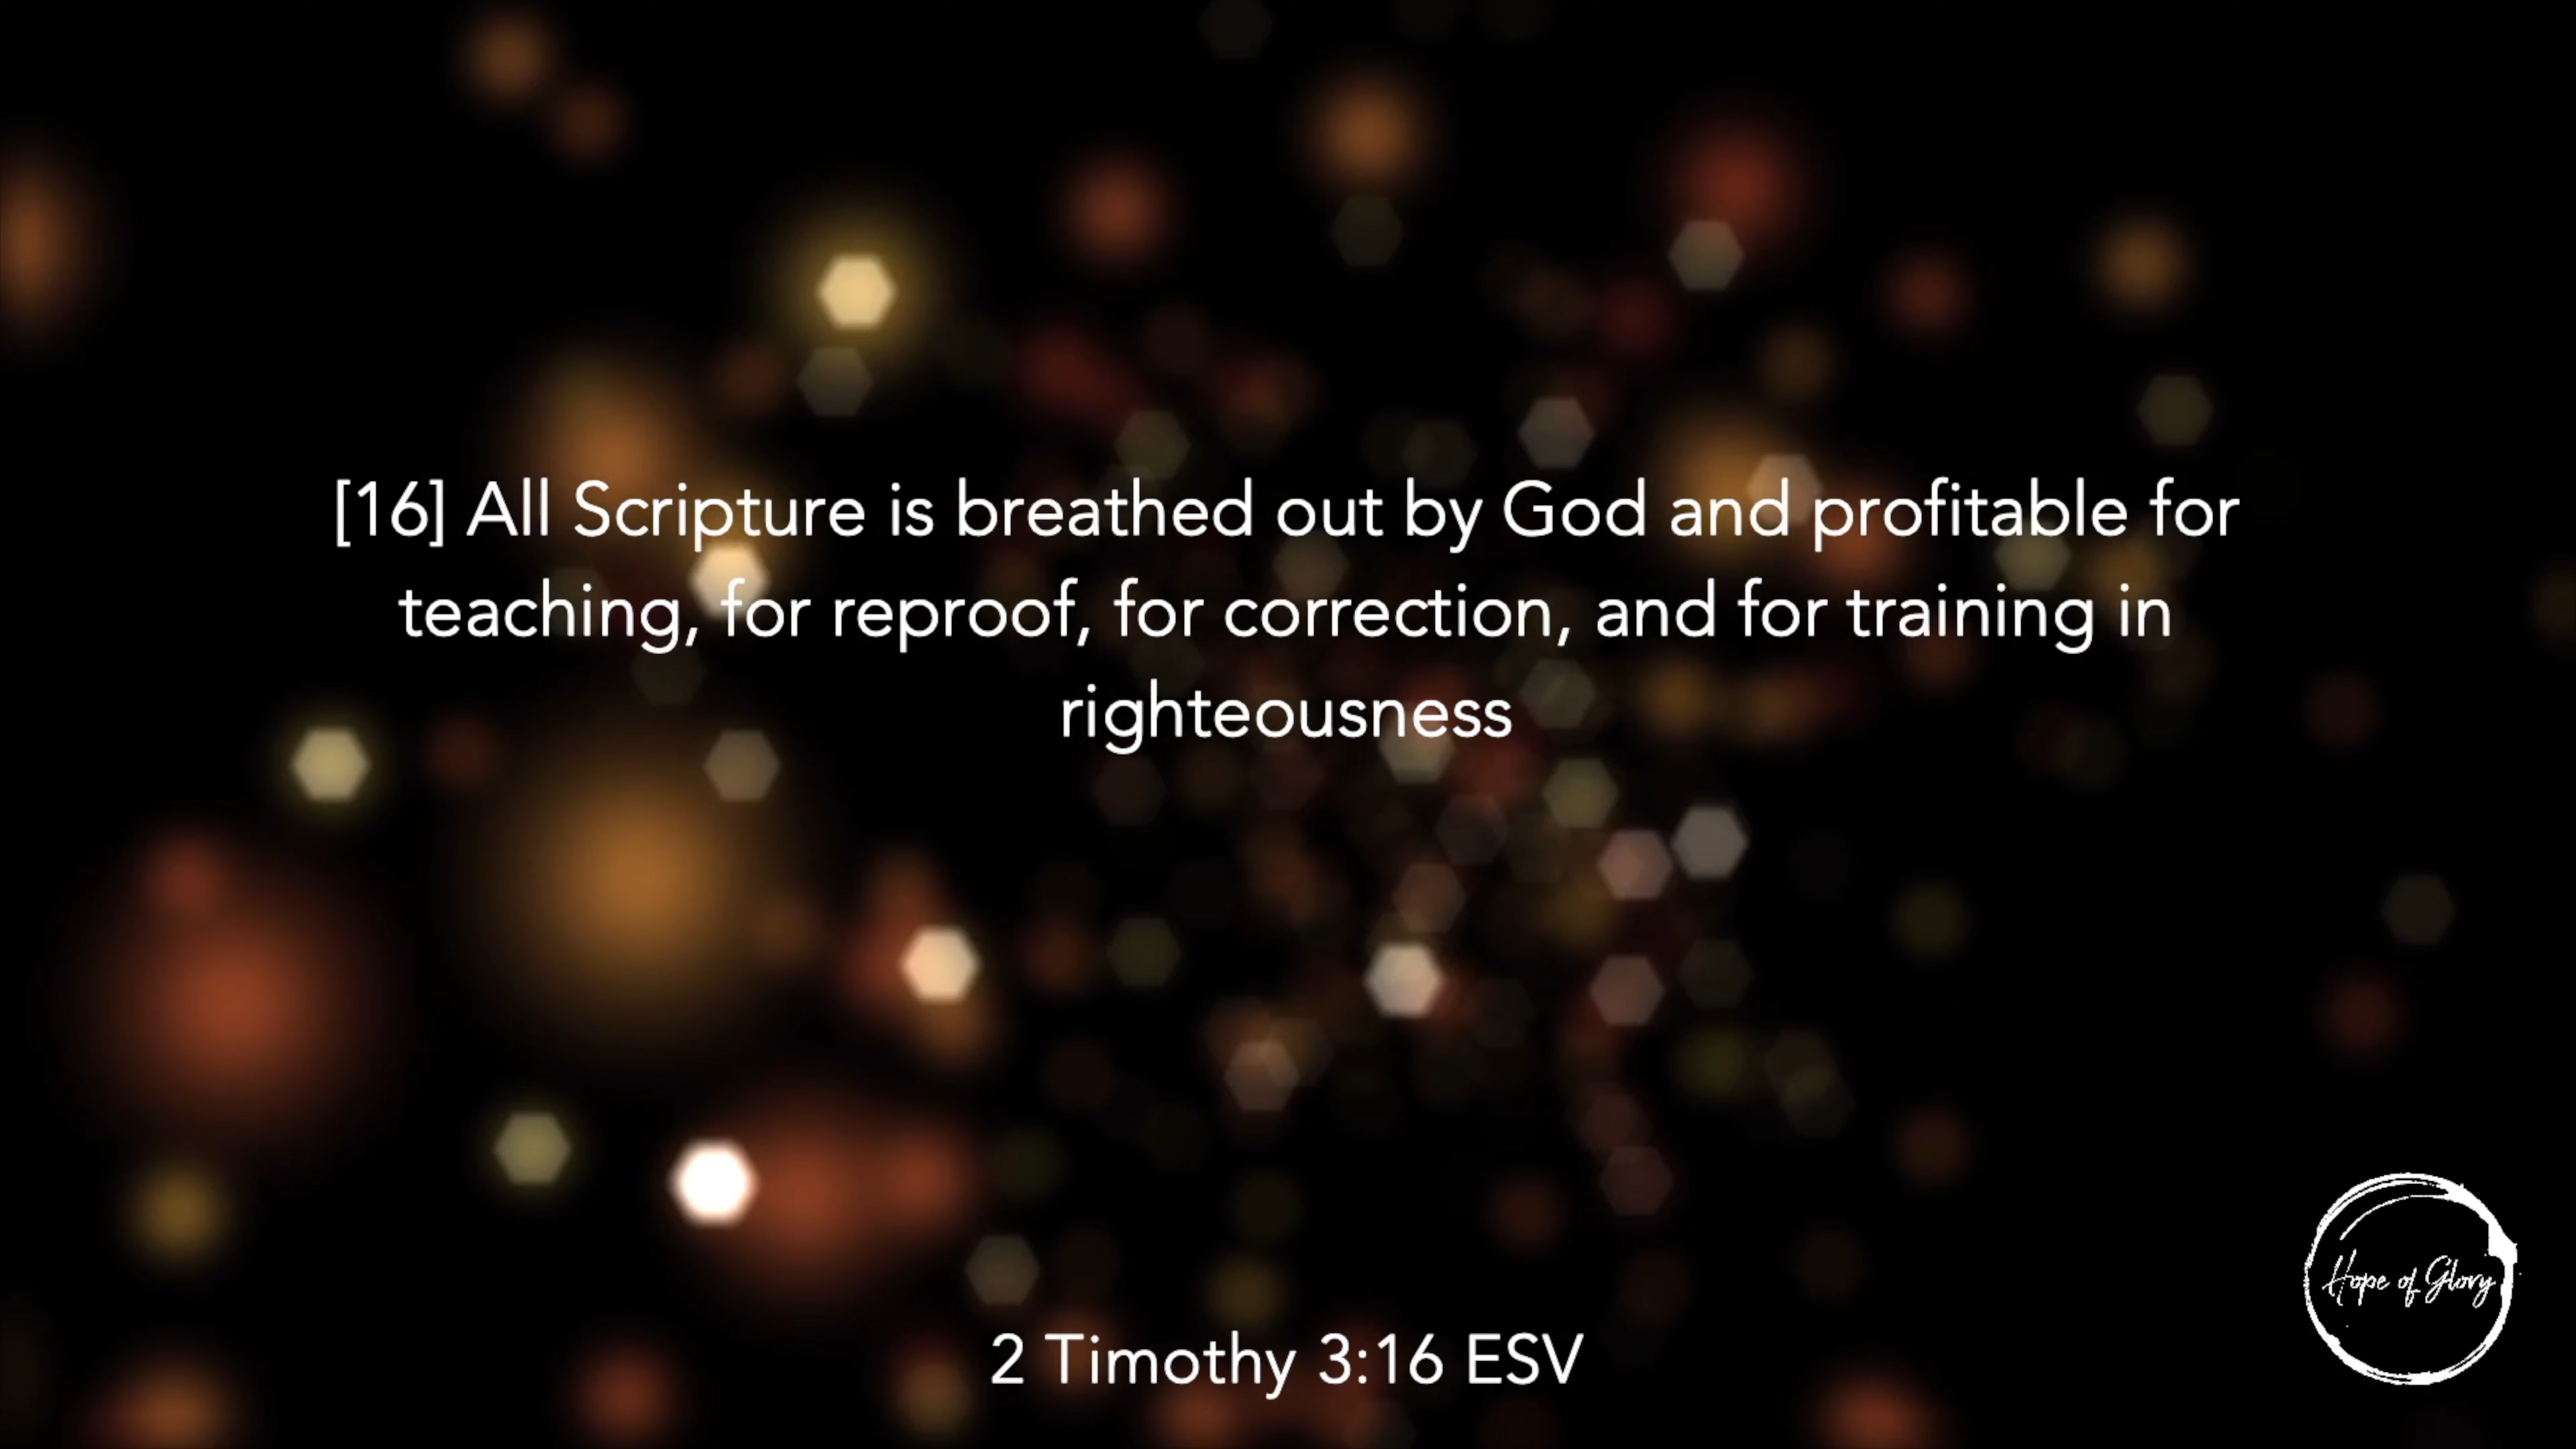 [16] All Scripture is breathed out by God and profitable for
teaching, for reproof, for correction, and for training in
righteousness
2 Timothy 3:16 ESV
Hope of Glory